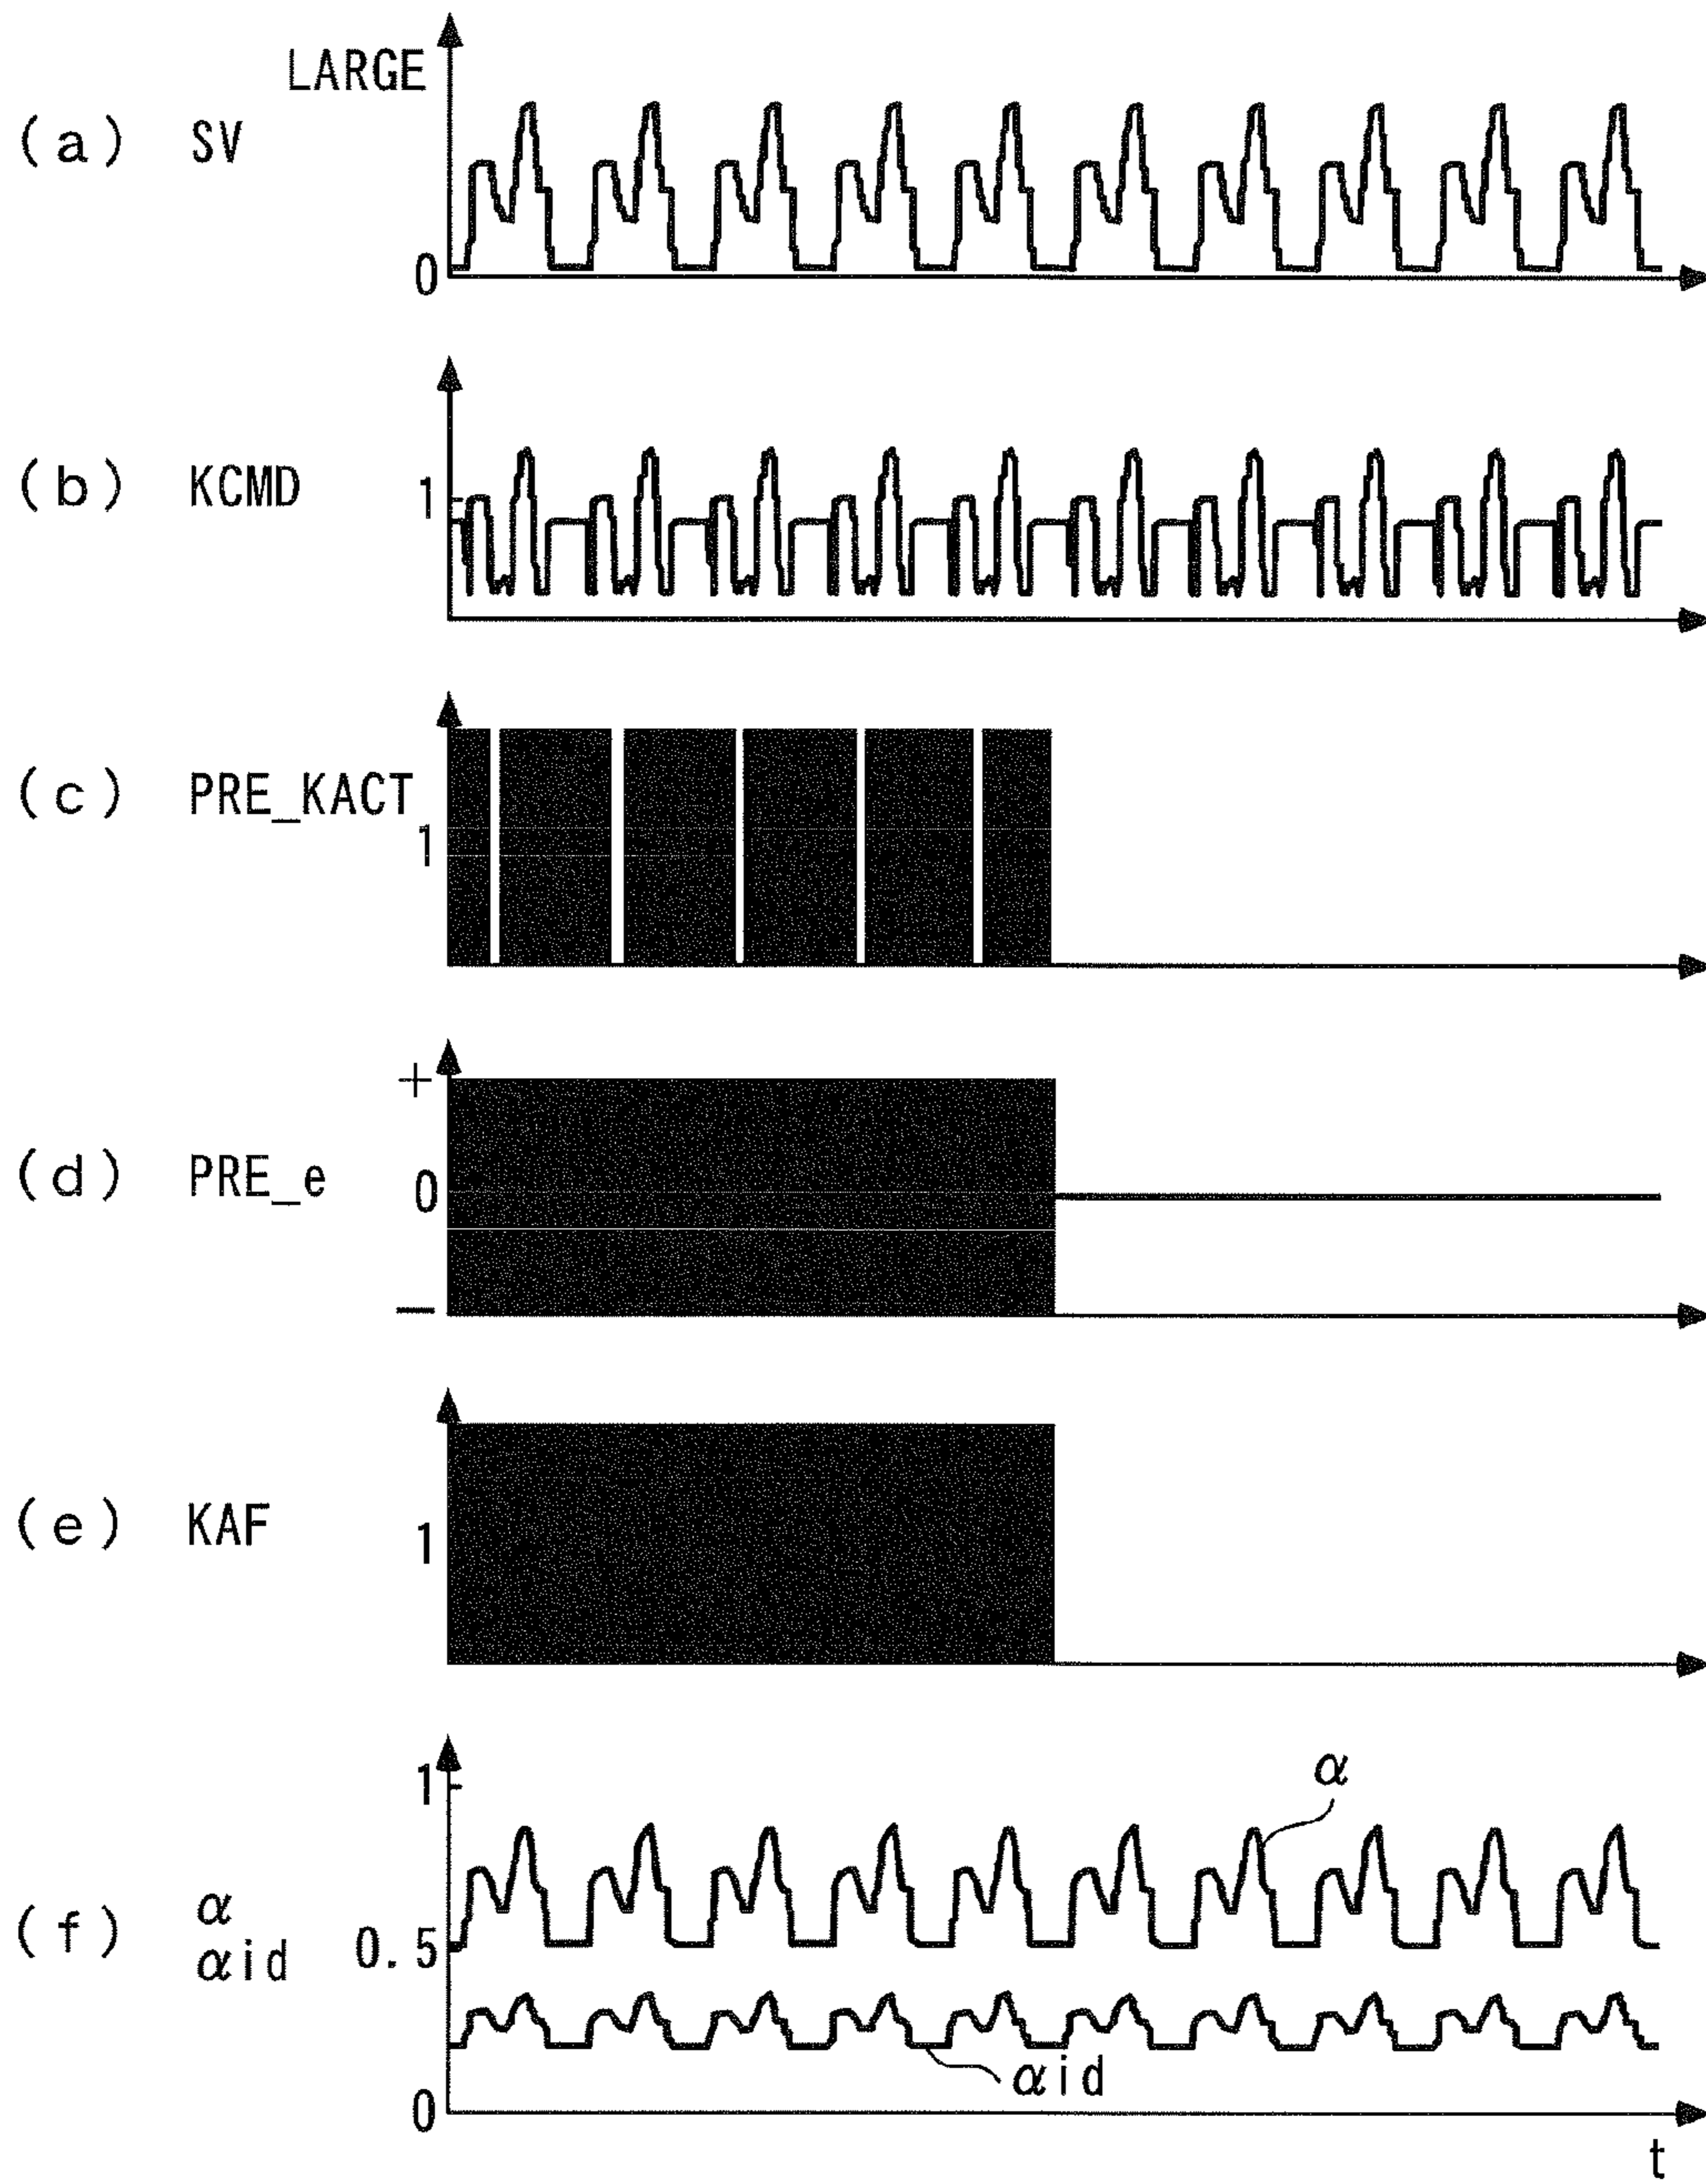 LARGE
(a) SV
0
(b) KCMD
1
(c) PRE_KACT
1
+
(d) PRE_e
0
−
(e) KAF
1
1
α
(f) α
αid
0.5
αid
0
t